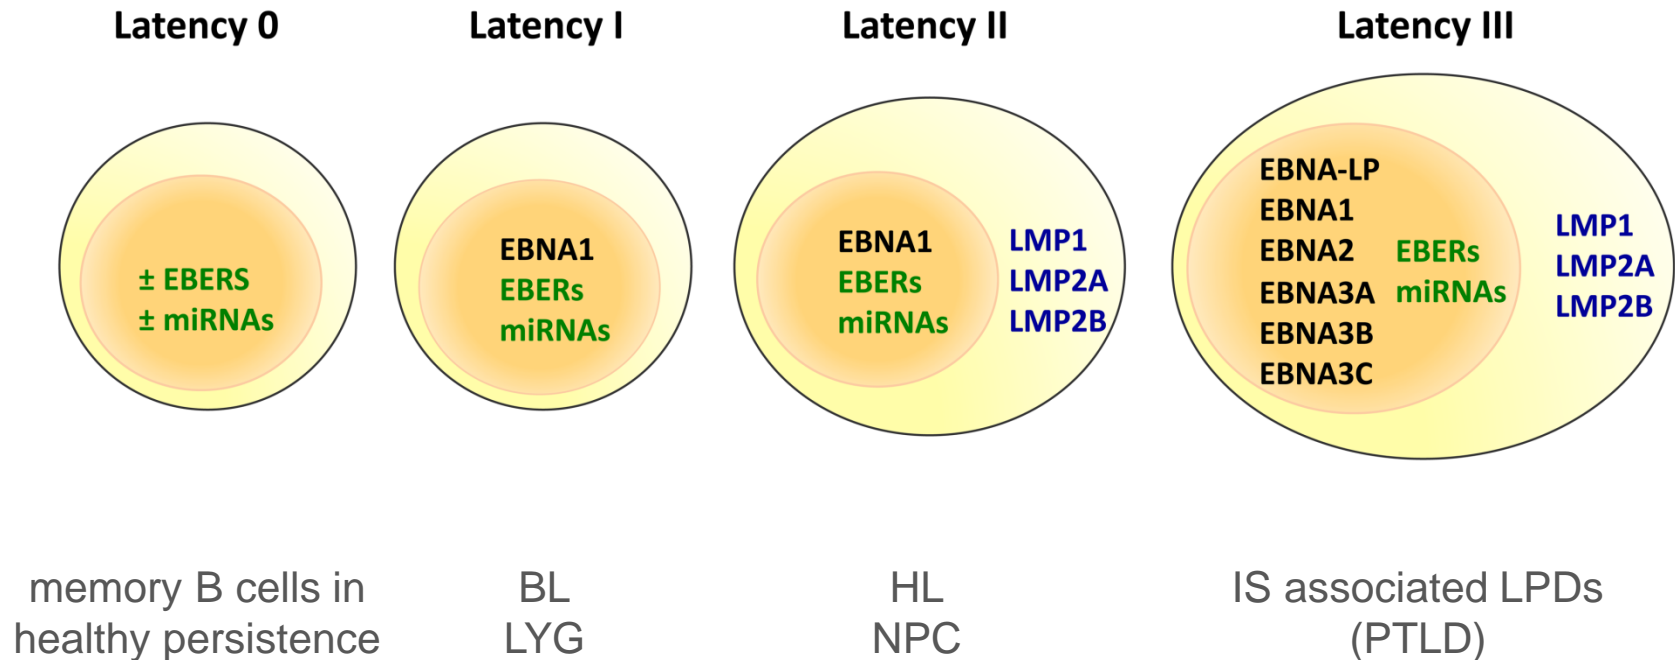 Latency 0
± EBERS
± miRNAs
memory B cells in
healthy persistence
Latency I
EBNA1
EBERs
miRNAs
BL
LYG
Latency II
EBNA1
EBERs
miRNAs
LMP1
LMP2A
LMP2B
HL
NPC
Latency III
EBNA-LP
EBNA1
EBNA2
EBNA3A
EBNA3B
EBNA3C
EBERs
miRNAs
LMP1
LMP2A
LMP2B
IS associated LPDs
(PTLD)